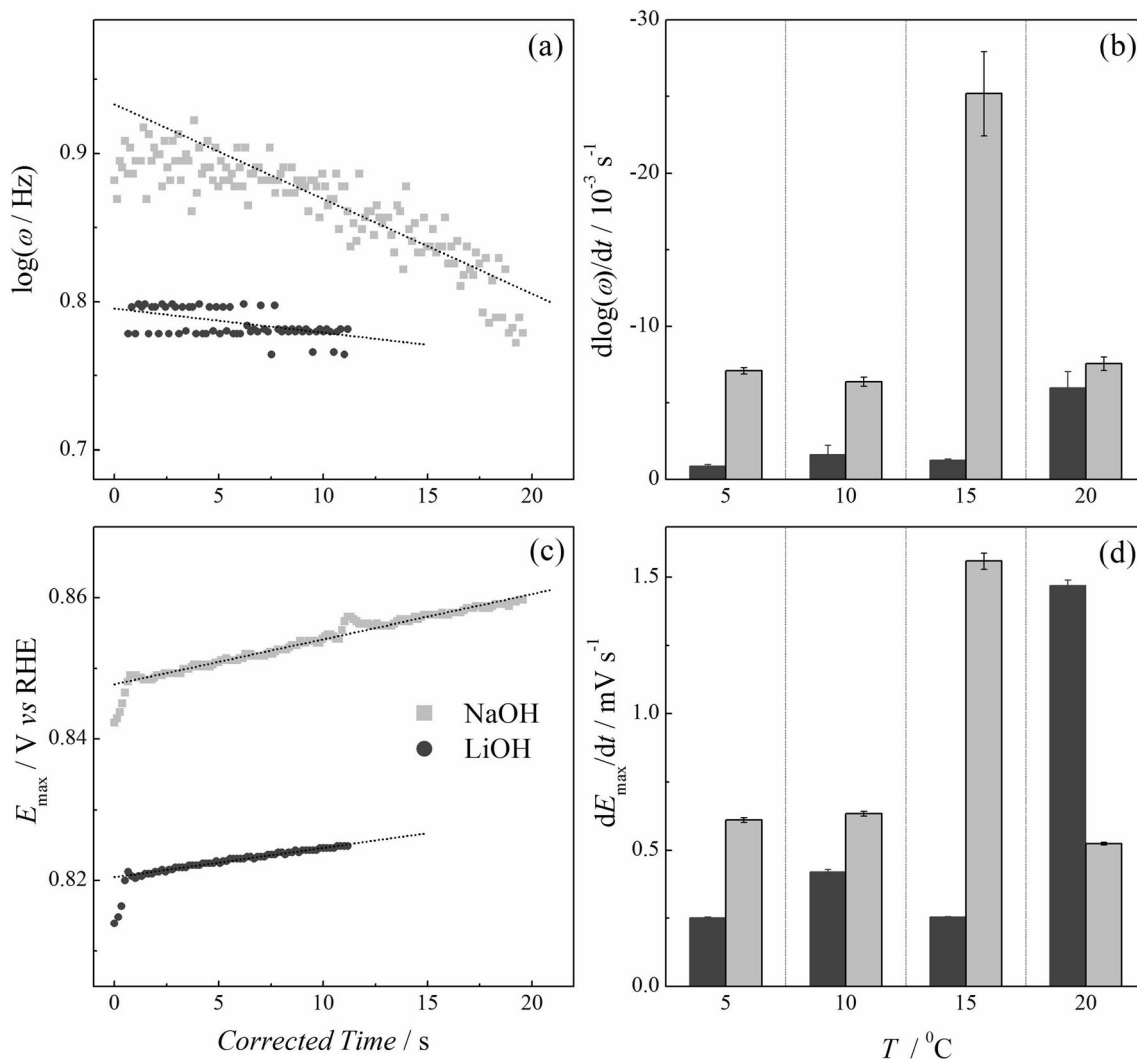 (a)
log(ω / Hz)
0.9
0.8
0.7
0 5 10 15 20
(b)
dlog(ω)/dt / 10⁻³ s⁻¹
-30
-20
-10
0
5 10 15 20
(c)
E_max / V vs RHE
0.86
0.84
0.82
NaOH
LiOH
0 5 10 15 20
Corrected Time / s
(d)
dE_max/dt / mV s⁻¹
1.5
1.0
0.5
0.0
5 10 15 20
T / ⁰C